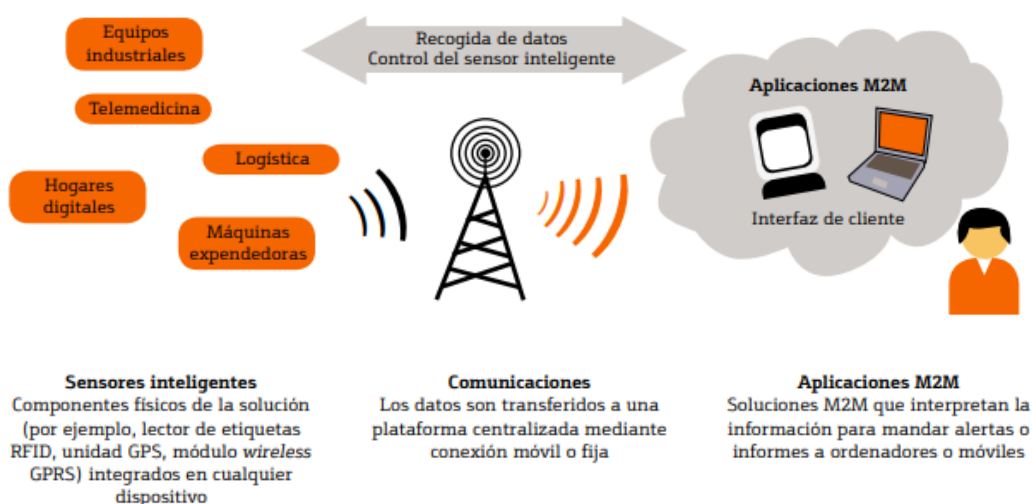 Equipos
industriales
Telemedicina
Logística
Hogares
digitales
Máquinas
expendedoras
Recogida de datos
Control del sensor inteligente
Aplicaciones M2M
Interfaz de cliente
Sensores inteligentes
Componentes físicos de la solución
(por ejemplo, lector de etiquetas
RFID, unidad GPS, módulo wireless
GPRS) integrados en cualquier
dispositivo
Comunicaciones
Los datos son transferidos a una
plataforma centralizada mediante
conexión móvil o fija
Aplicaciones M2M
Soluciones M2M que interpretan la
información para mandar alertas o
informes a ordenadores o móviles